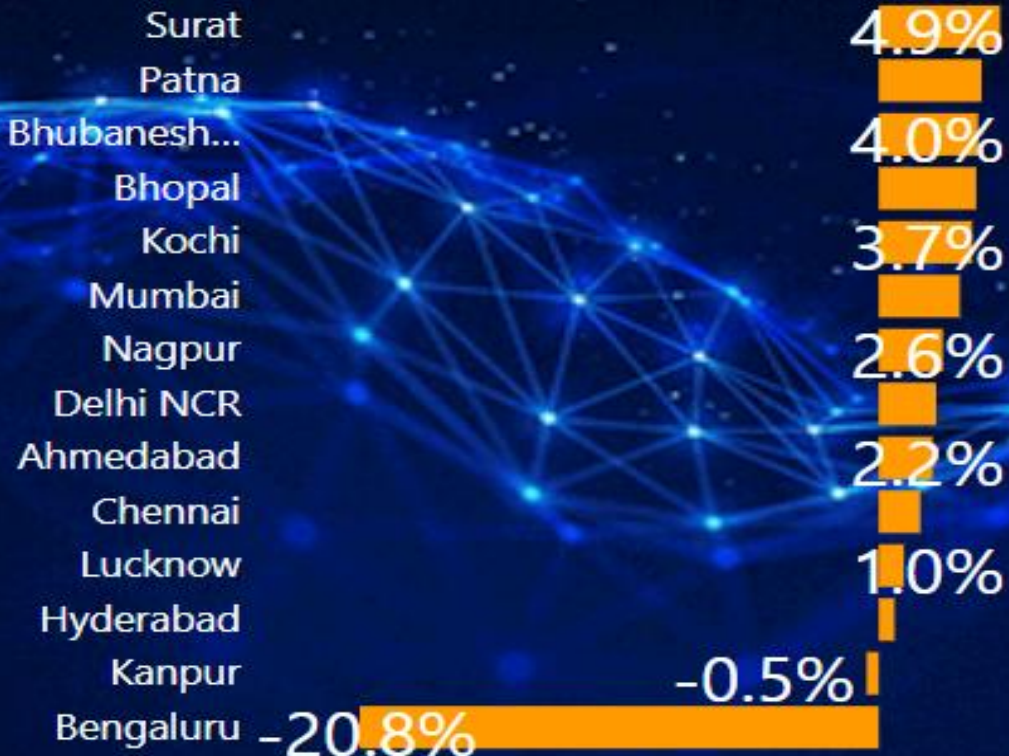 Surat 4.9%
Patna
Bhubanesh... 4.0%
Bhopal
Kochi 3.7%
Mumbai
Nagpur 2.6%
Delhi NCR
Ahmedabad 2.2%
Chennai
Lucknow 1.0%
Hyderabad
Kanpur -0.5%
Bengaluru -20.8%